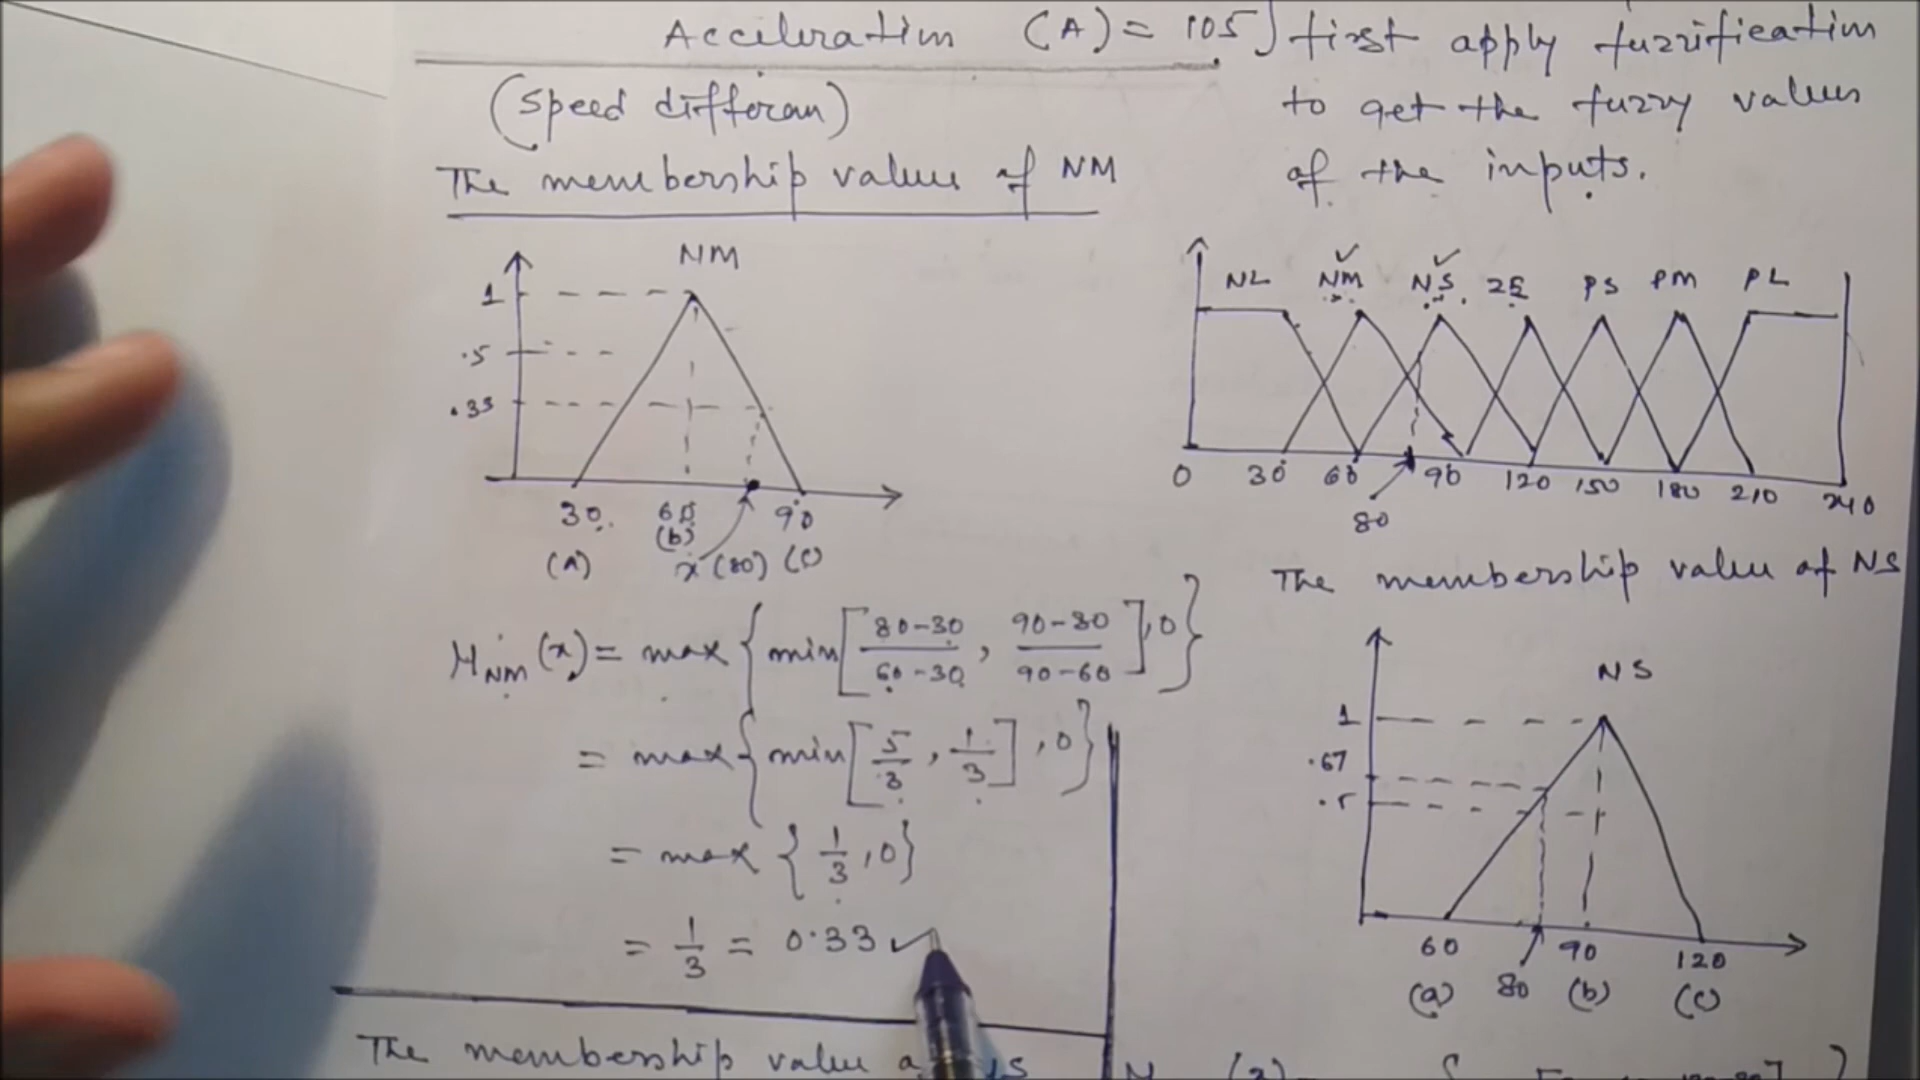 Acceleration (A) = 105
(Speed differan)
The membership values of NM
NM
1
.5
.33
30 60 90
(A) (b) x (80) (c)
μNM (x) = max { min [ 80-30 / 60-30 , 90-80 / 90-60 ] , 0 }
= max { min [ 5/3 , 1/3 ] , 0 }
= max { 1/3 , 0 }
= 1/3 = 0.33 ✓
The membership value
first apply fuzzification
to get the fuzzy values
of the inputs.
✓ ✓
NL NM NS ZE PS PM PL
0 30 60 90 120 150 180 210 240
80
The membership value of NS
NS
1
.67
.5
60 80 90 120
(a) (b) (c)